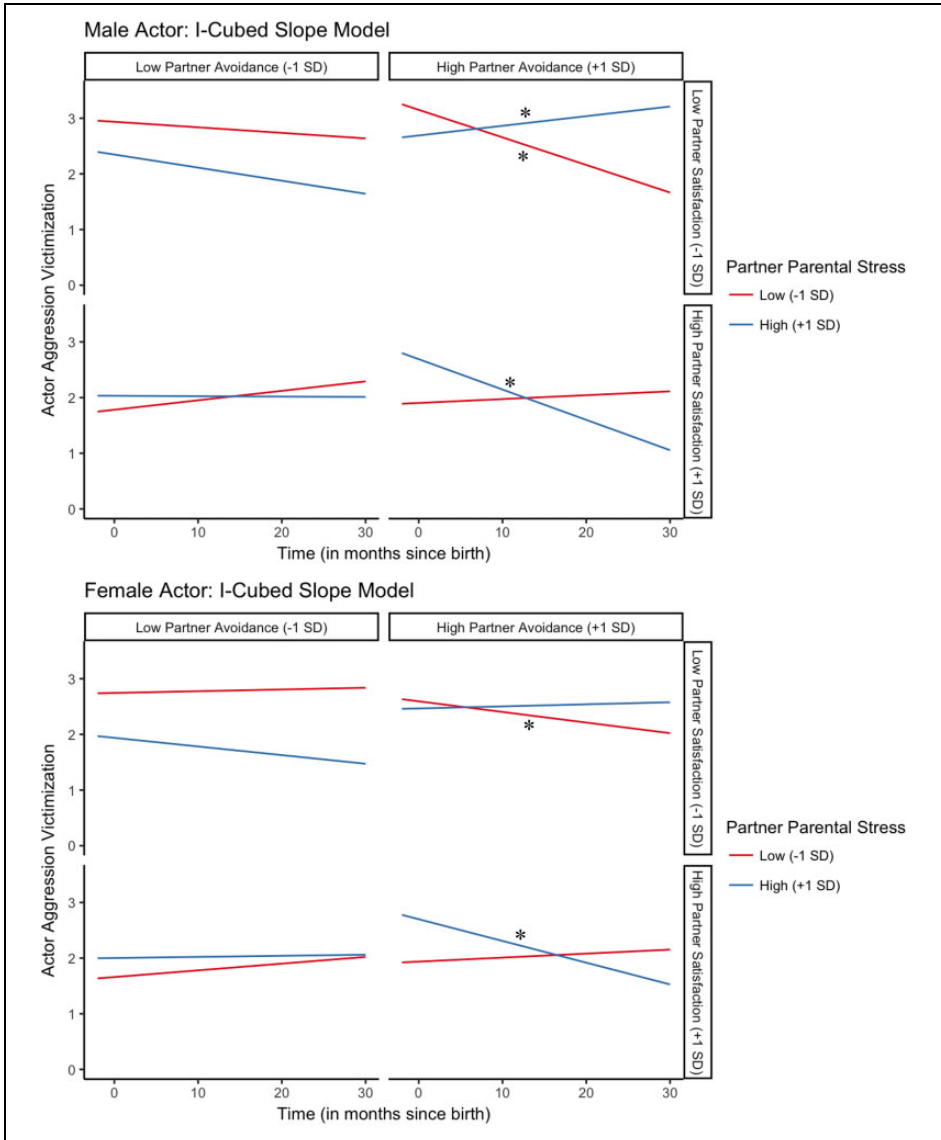 Male Actor: I-Cubed Slope Model
Low Partner Avoidance (-1 SD)
High Partner Avoidance (+1 SD)
Actor Aggression Victimization
3
2
1
0
*
*
Low Partner Satisfaction (-1 SD)
3
2
1
0
*
High Partner Satisfaction (+1 SD)
0
10
20
30
0
10
20
30
Time (in months since birth)
Partner Parental Stress
Low (-1 SD)
High (+1 SD)
Female Actor: I-Cubed Slope Model
Low Partner Avoidance (-1 SD)
High Partner Avoidance (+1 SD)
Actor Aggression Victimization
3
2
1
0
*
Low Partner Satisfaction (-1 SD)
3
2
1
0
*
High Partner Satisfaction (+1 SD)
0
10
20
30
0
10
20
30
Time (in months since birth)
Partner Parental Stress
Low (-1 SD)
High (+1 SD)